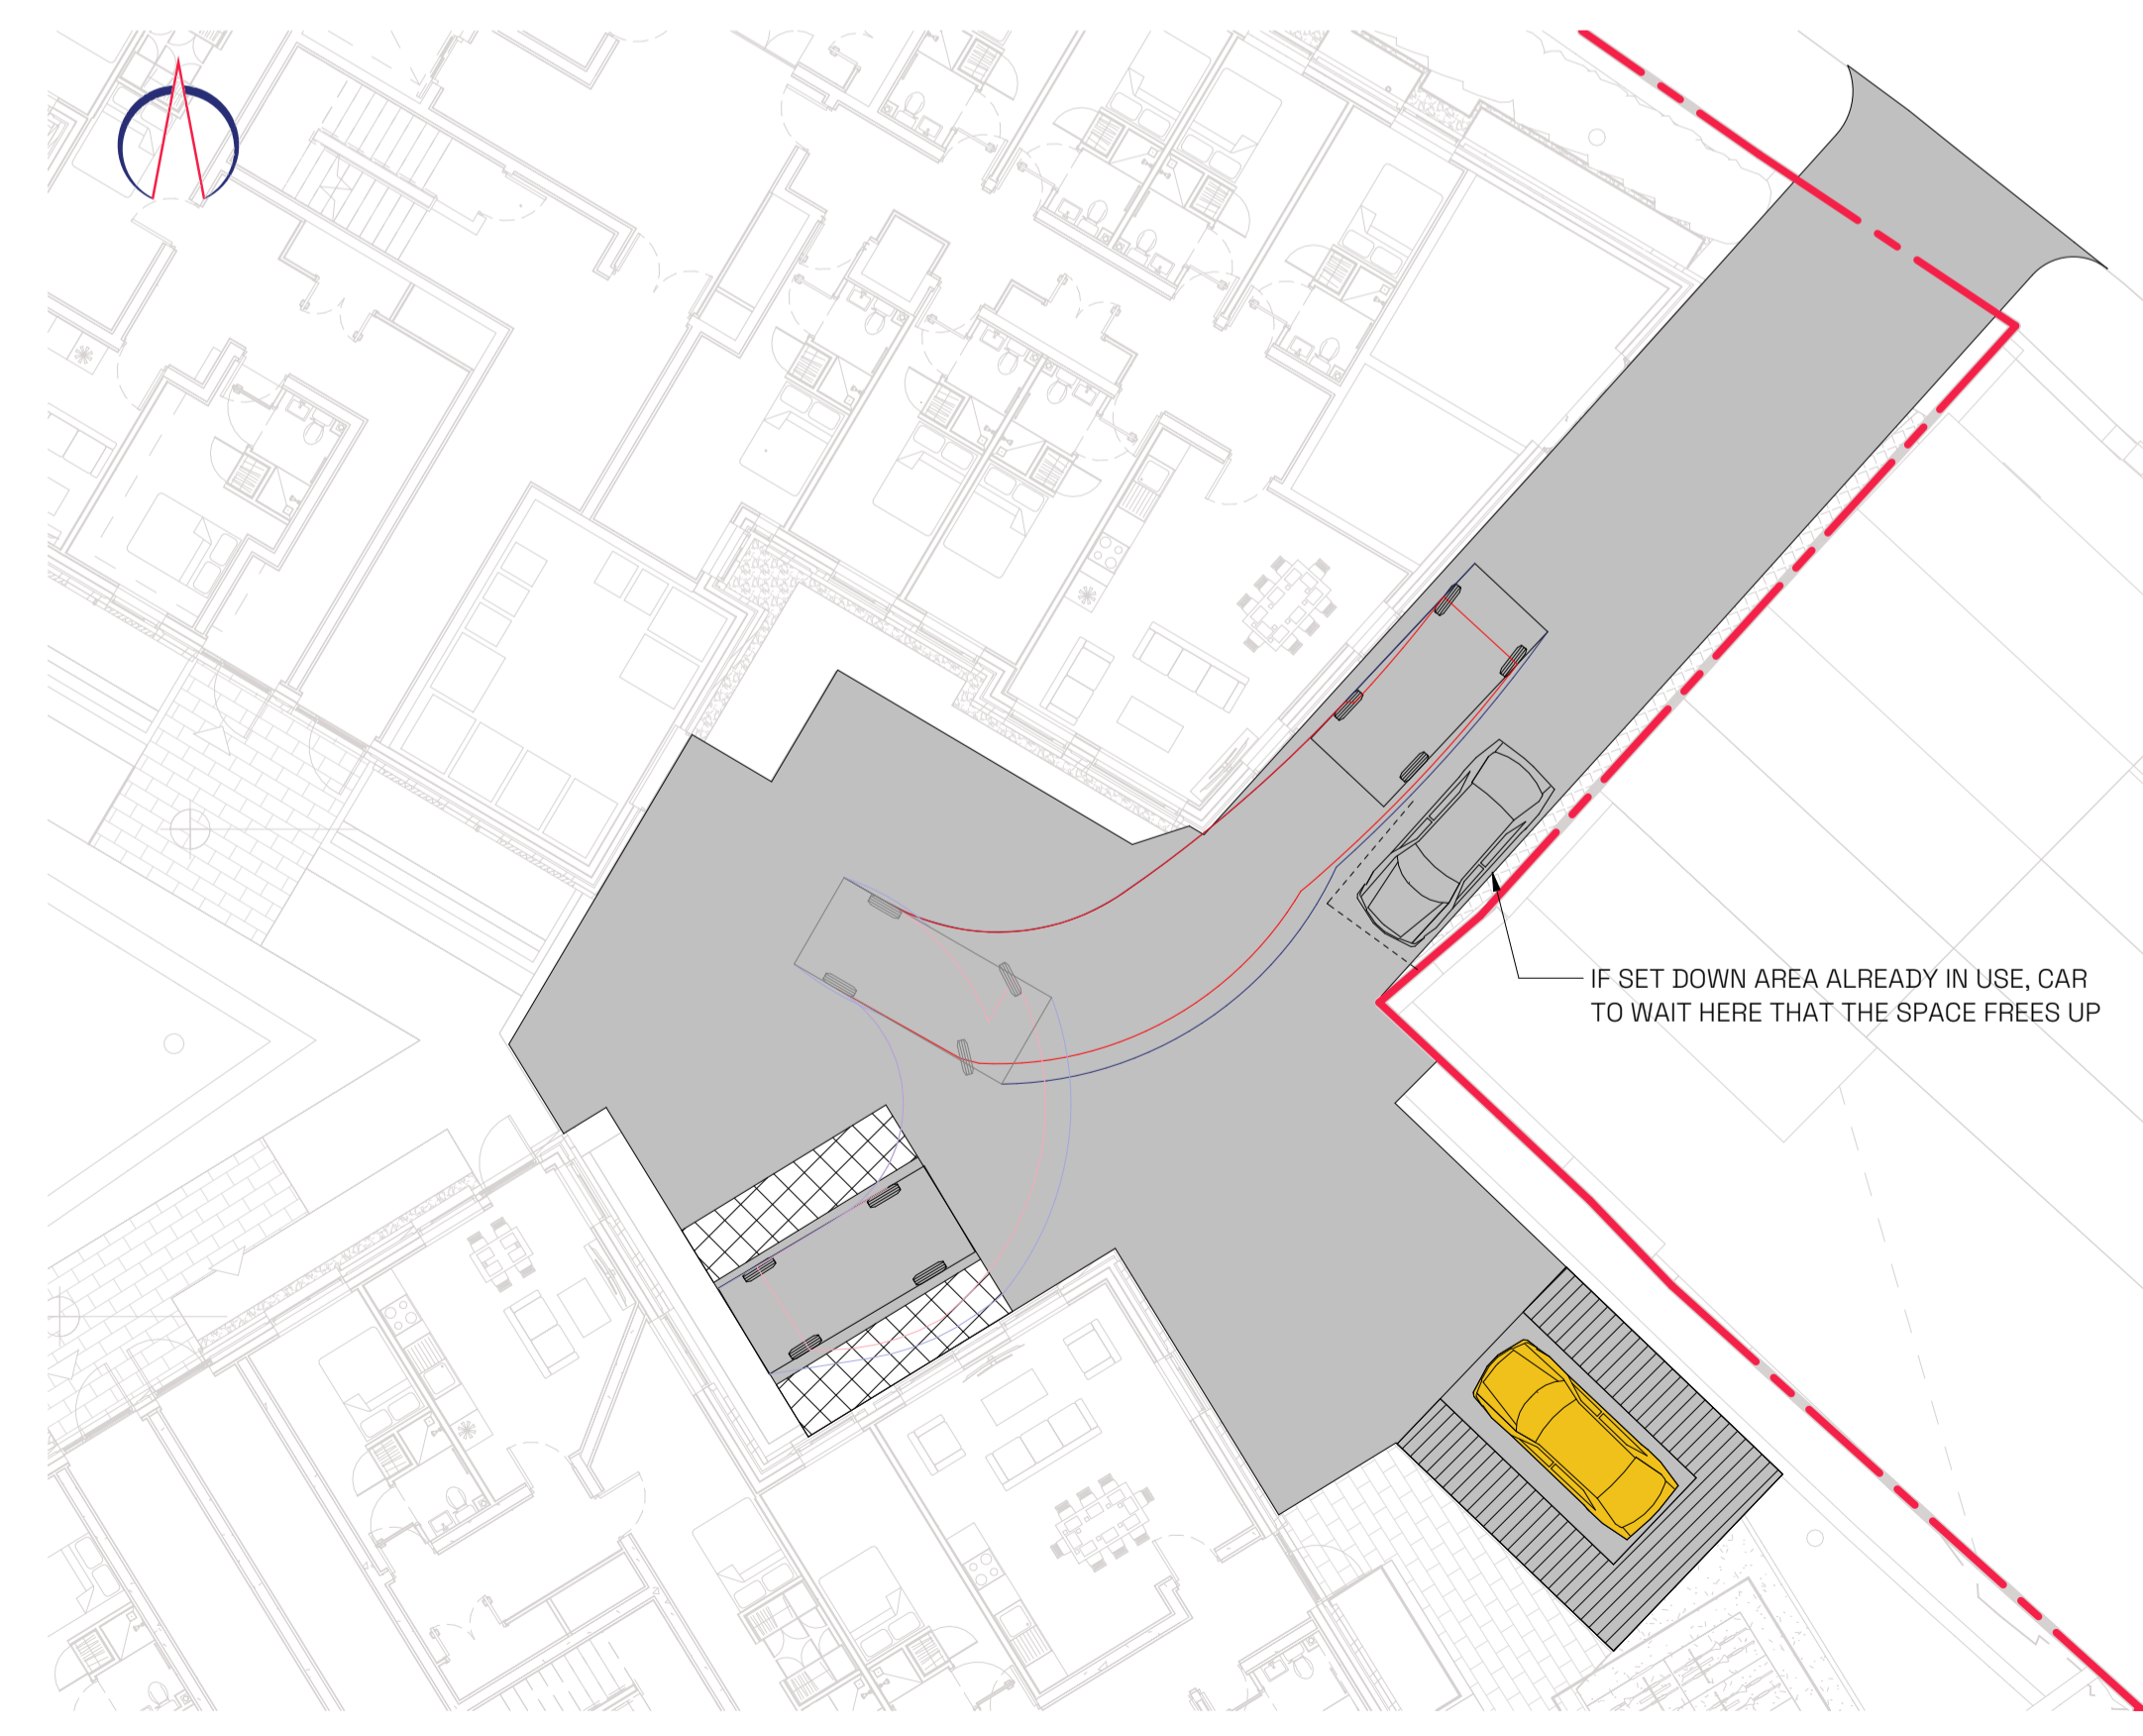 IF SET DOWN AREA ALREADY IN USE, CAR
TO WAIT HERE THAT THE SPACE FREES UP